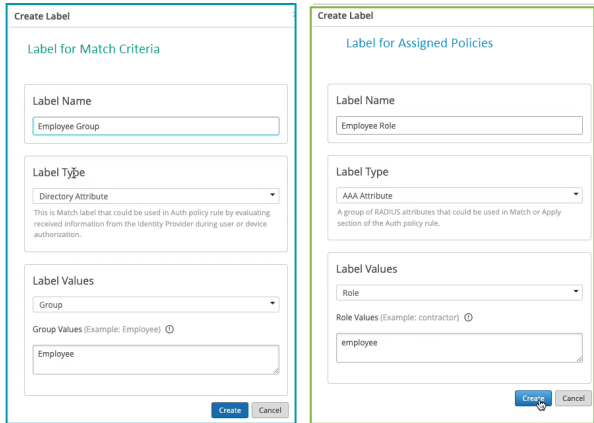 Create Label
Label for Match Criteria
Label Name
Employee Group
Label Type
Directory Attribute
This is Match label that could be used in Auth policy rule by evaluating
received information from the Identity Provider during user or device
authorization.
Label Values
Group
Group Values (Example: Employee)
Employee
Create
Cancel
Create Label
Label for Assigned Policies
Label Name
Employee Role
Label Type
AAA Attribute
A group of RADIUS attributes that could be used in Match or Apply
section of the Auth policy rule.
Label Values
Role
Role Values (Example: contractor)
employee
Create
Cancel